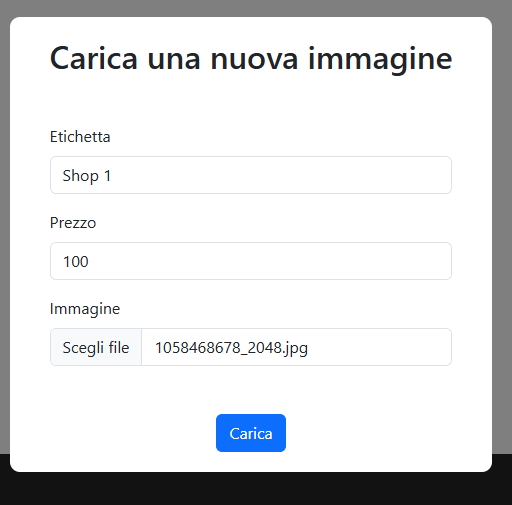 Carica una nuova immagine
Etichetta
Shop 1
Prezzo
100
Immagine
Scegli file 1058468678_2048.jpg
Carica